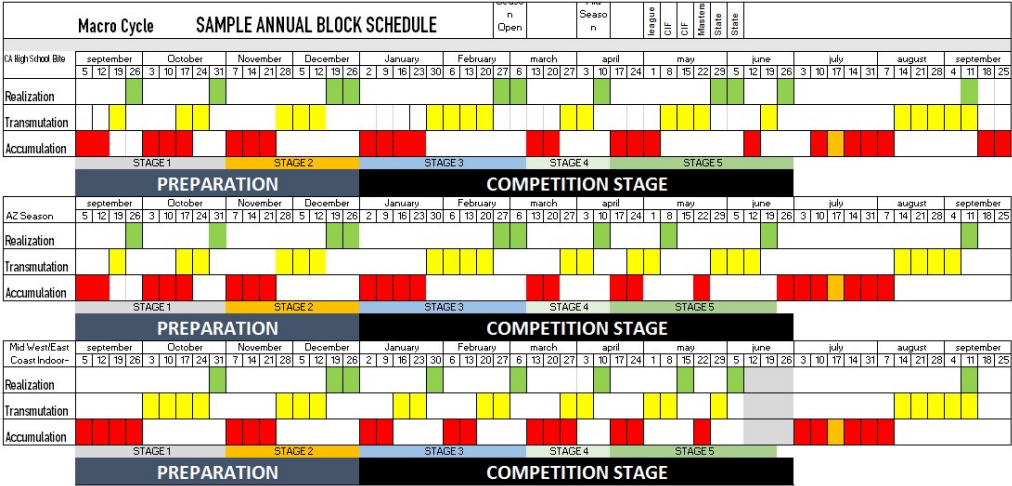 n
Open
Seaso
n
league
CIF
CIF
Masters
State
State
Macro Cycle SAMPLE ANNUAL BLOCK SCHEDULE
CA High School Elite september October November December January February march april may june july august september
5 12 19 26 3 10 17 24 31 7 14 21 28 5 12 19 26 2 9 16 23 30 6 13 20 27 6 13 20 27 3 10 17 24 1 8 15 22 29 5 12 19 26 3 10 17 14 31 7 14 21 28 4 11 18 25
Realization
Transmutation
Accumulation
STAGE 1 STAGE 2 STAGE 3 STAGE 4 STAGE 5
PREPARATION COMPETITION STAGE
september October November December January February march april may june july august september
AZ Season 5 12 19 26 3 10 17 24 31 7 14 21 28 5 12 19 26 2 9 16 23 30 6 13 20 27 6 13 20 27 3 10 17 24 1 8 15 22 29 5 12 19 26 3 10 17 14 31 7 14 21 28 4 11 18 25
Realization
Transmutation
Accumulation
STAGE 1 STAGE 2 STAGE 3 STAGE 4 STAGE 5
PREPARATION COMPETITION STAGE
Mid West/East september October November December January February march april may june july august september
Coast Indoor- 5 12 19 26 3 10 17 24 31 7 14 21 28 5 12 19 26 2 9 16 23 30 6 13 20 27 6 13 20 27 3 10 17 24 1 8 15 22 29 5 12 19 26 3 10 17 14 31 7 14 21 28 4 11 18 25
Realization
Transmutation
Accumulation
STAGE 1 STAGE 2 STAGE 3 STAGE 4 STAGE 5
PREPARATION COMPETITION STAGE